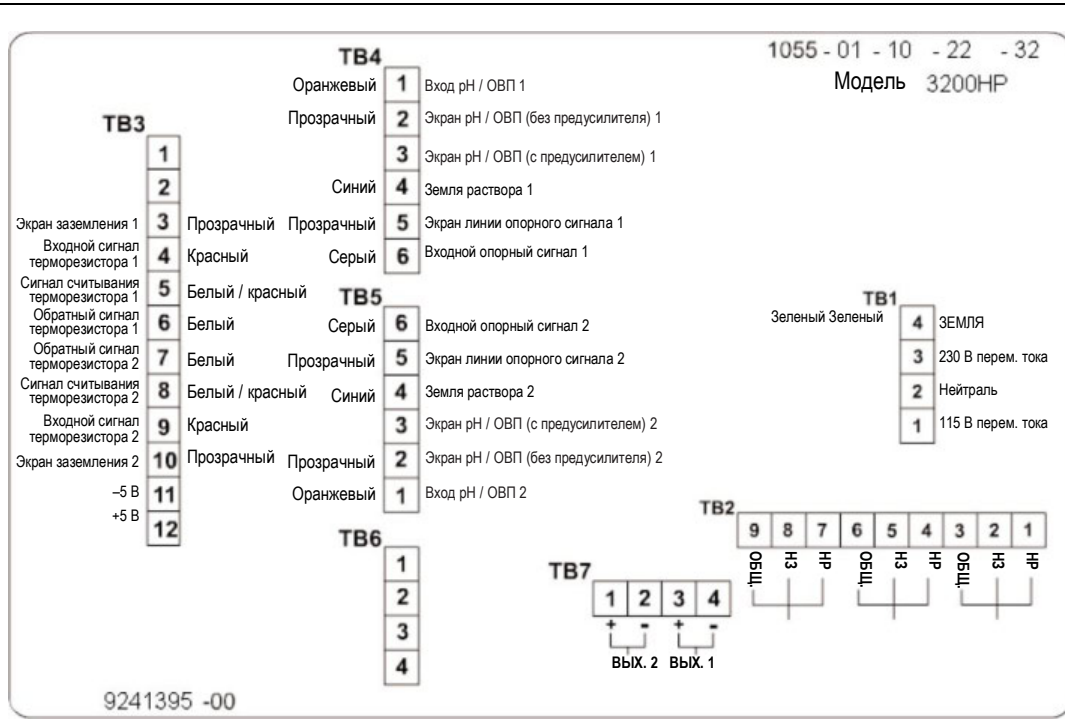 1055 - 01 - 10 - 22 - 32
Модель 3200HP
TB4
Оранжевый 1 Вход pH / ОВП 1
Прозрачный 2 Экран pH / ОВП (без предусилителя) 1
3 Экран pH / ОВП (с предусилителем) 1
Синий 4 Земля раствора 1
Прозрачный 5 Экран линии опорного сигнала 1
Серый 6 Входной опорный сигнал 1
TB3
1
2
Экран заземления 1 3 Прозрачный
Входной сигнал
терморезистора 1 4 Красный
Сигнал считывания
терморезистора 1 5 Белый / красный
Обратный сигнал
терморезистора 1 6 Белый
Обратный сигнал
терморезистора 2 7 Белый
Сигнал считывания
терморезистора 2 8 Белый / красный
Входной сигнал
терморезистора 2 9 Красный
Экран заземления 2 10 Прозрачный
–5 В 11
+5 В 12
TB5
Серый 6 Входной опорный сигнал 2
Прозрачный 5 Экран линии опорного сигнала 2
Синий 4 Земля раствора 2
3 Экран pH / ОВП (с предусилителем) 2
Прозрачный 2 Экран pH / ОВП (без предусилителя) 2
Оранжевый 1 Вход pH / ОВП 2
TB1
Зеленый Зеленый 4 ЗЕМЛЯ
3 230 В перем. тока
2 Нейтраль
1 115 В перем. тока
TB2
9 8 7 6 5 4 3 2 1
ОБЩ. НЗ НР ОБЩ. НЗ НР ОБЩ. НЗ НР
TB6
1
2
3
4
TB7
1 2 3 4
+ - + -
ВЫХ. 2 ВЫХ. 1
9241395 -00